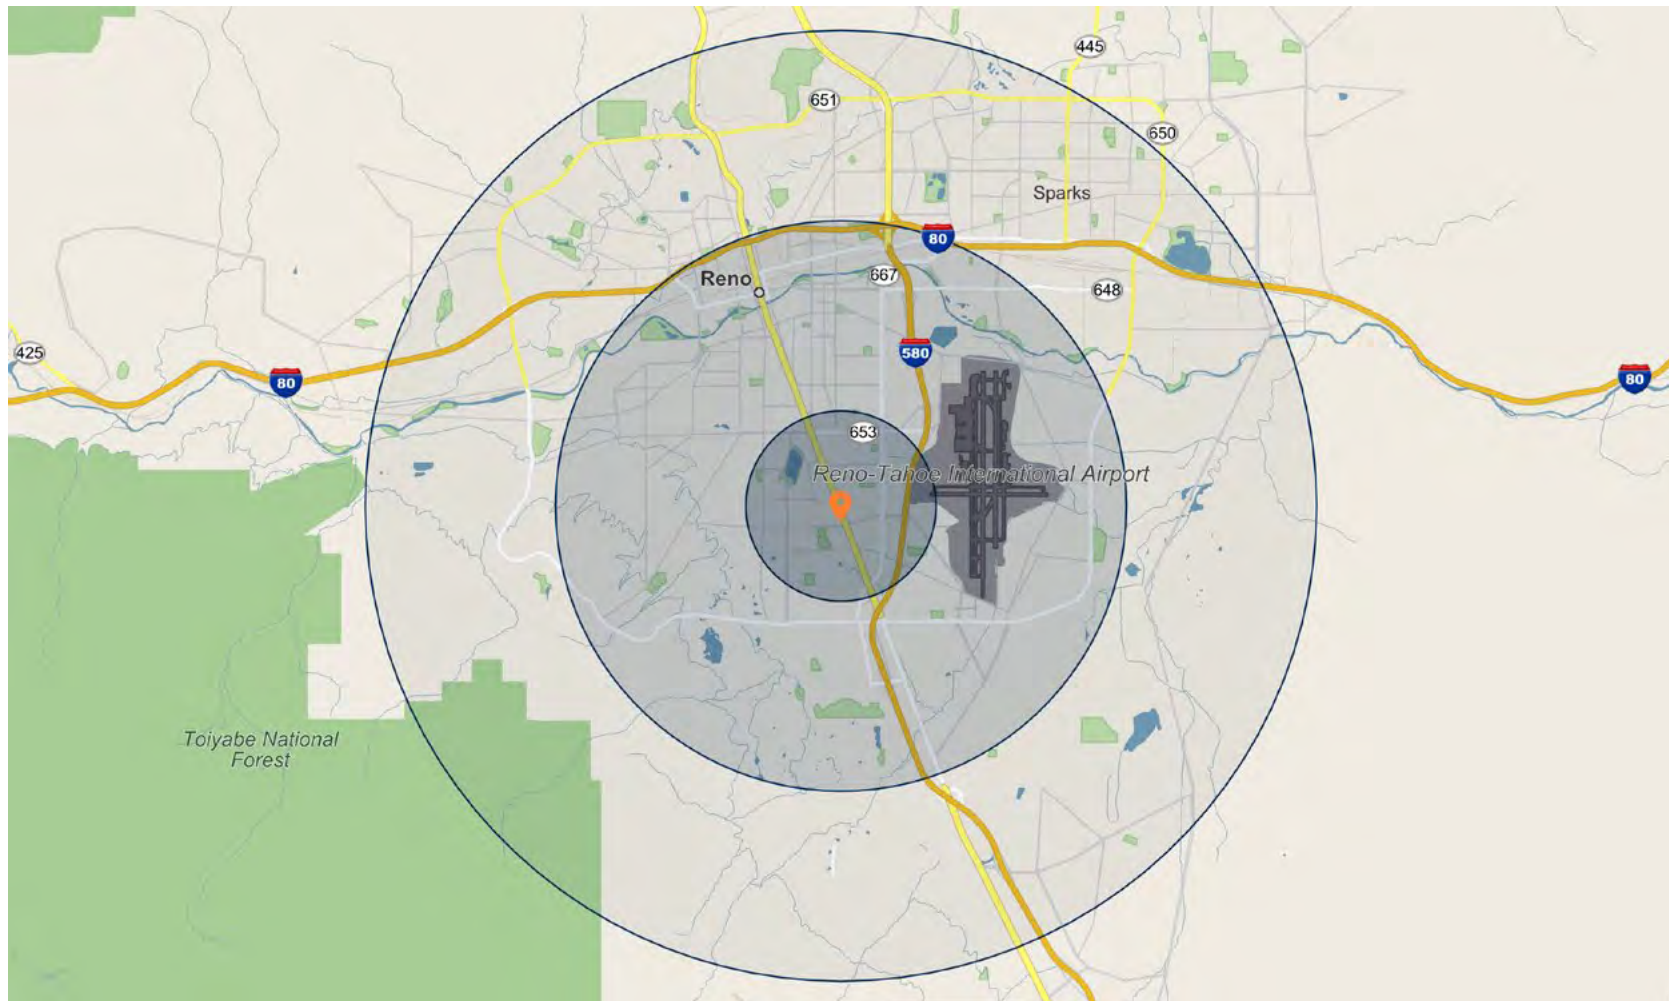 445
651
650
Sparks
80
Reno
667
648
580
425
80
80
653
Reno-Tahoe International Airport
Toiyabe National
Forest